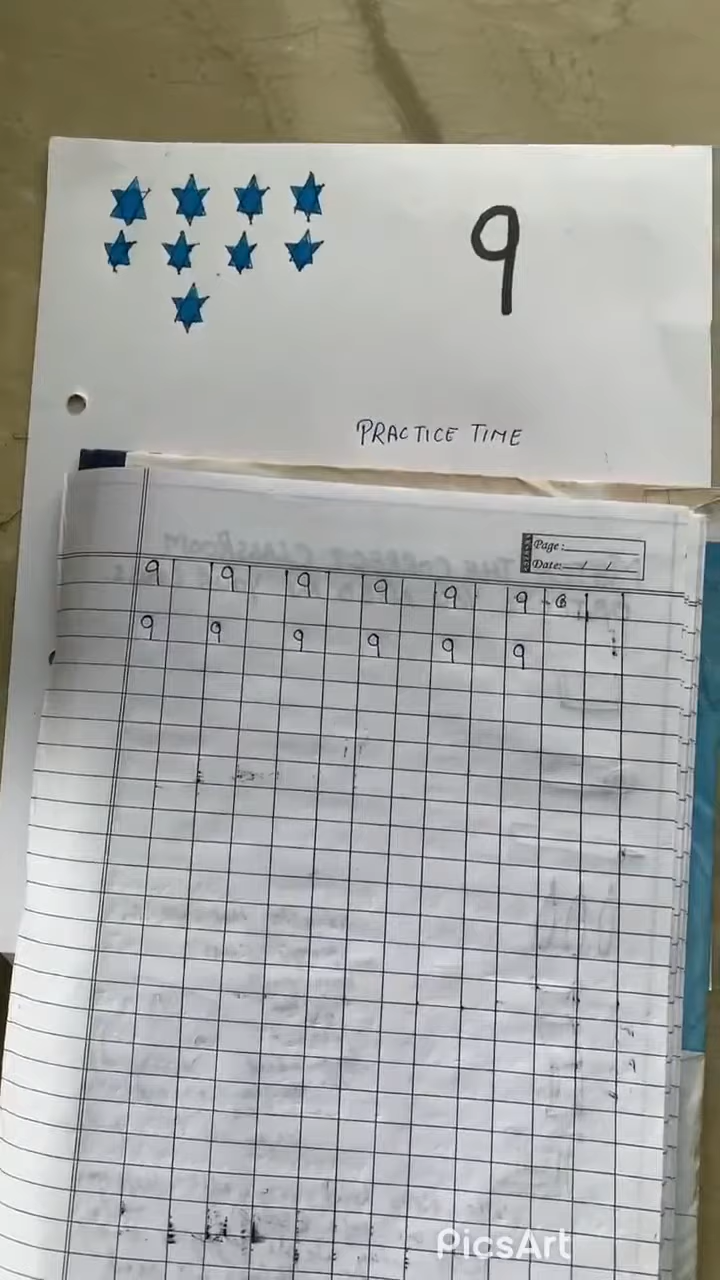 9
PRACTICE TIME
Page:
Date: / /
9 9 9 9 9 9
9 9 9 9 9 9
PicsArt